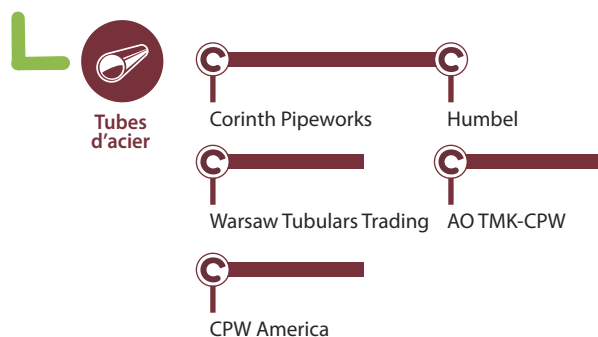 Tubes
d'acier
Corinth Pipeworks
Humbel
Warsaw Tubulars Trading
AO TMK-CPW
CPW America